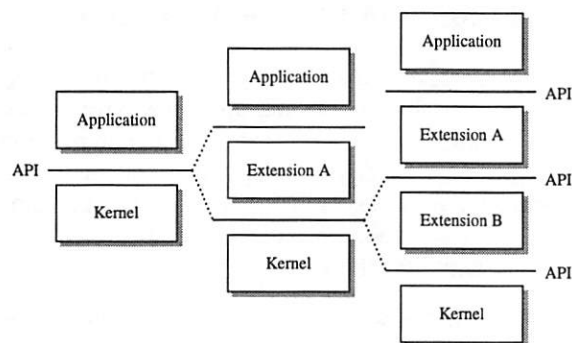 Application
API
Kernel
Application
Extension A
Kernel
Application
API
Extension A
API
Extension B
API
Kernel